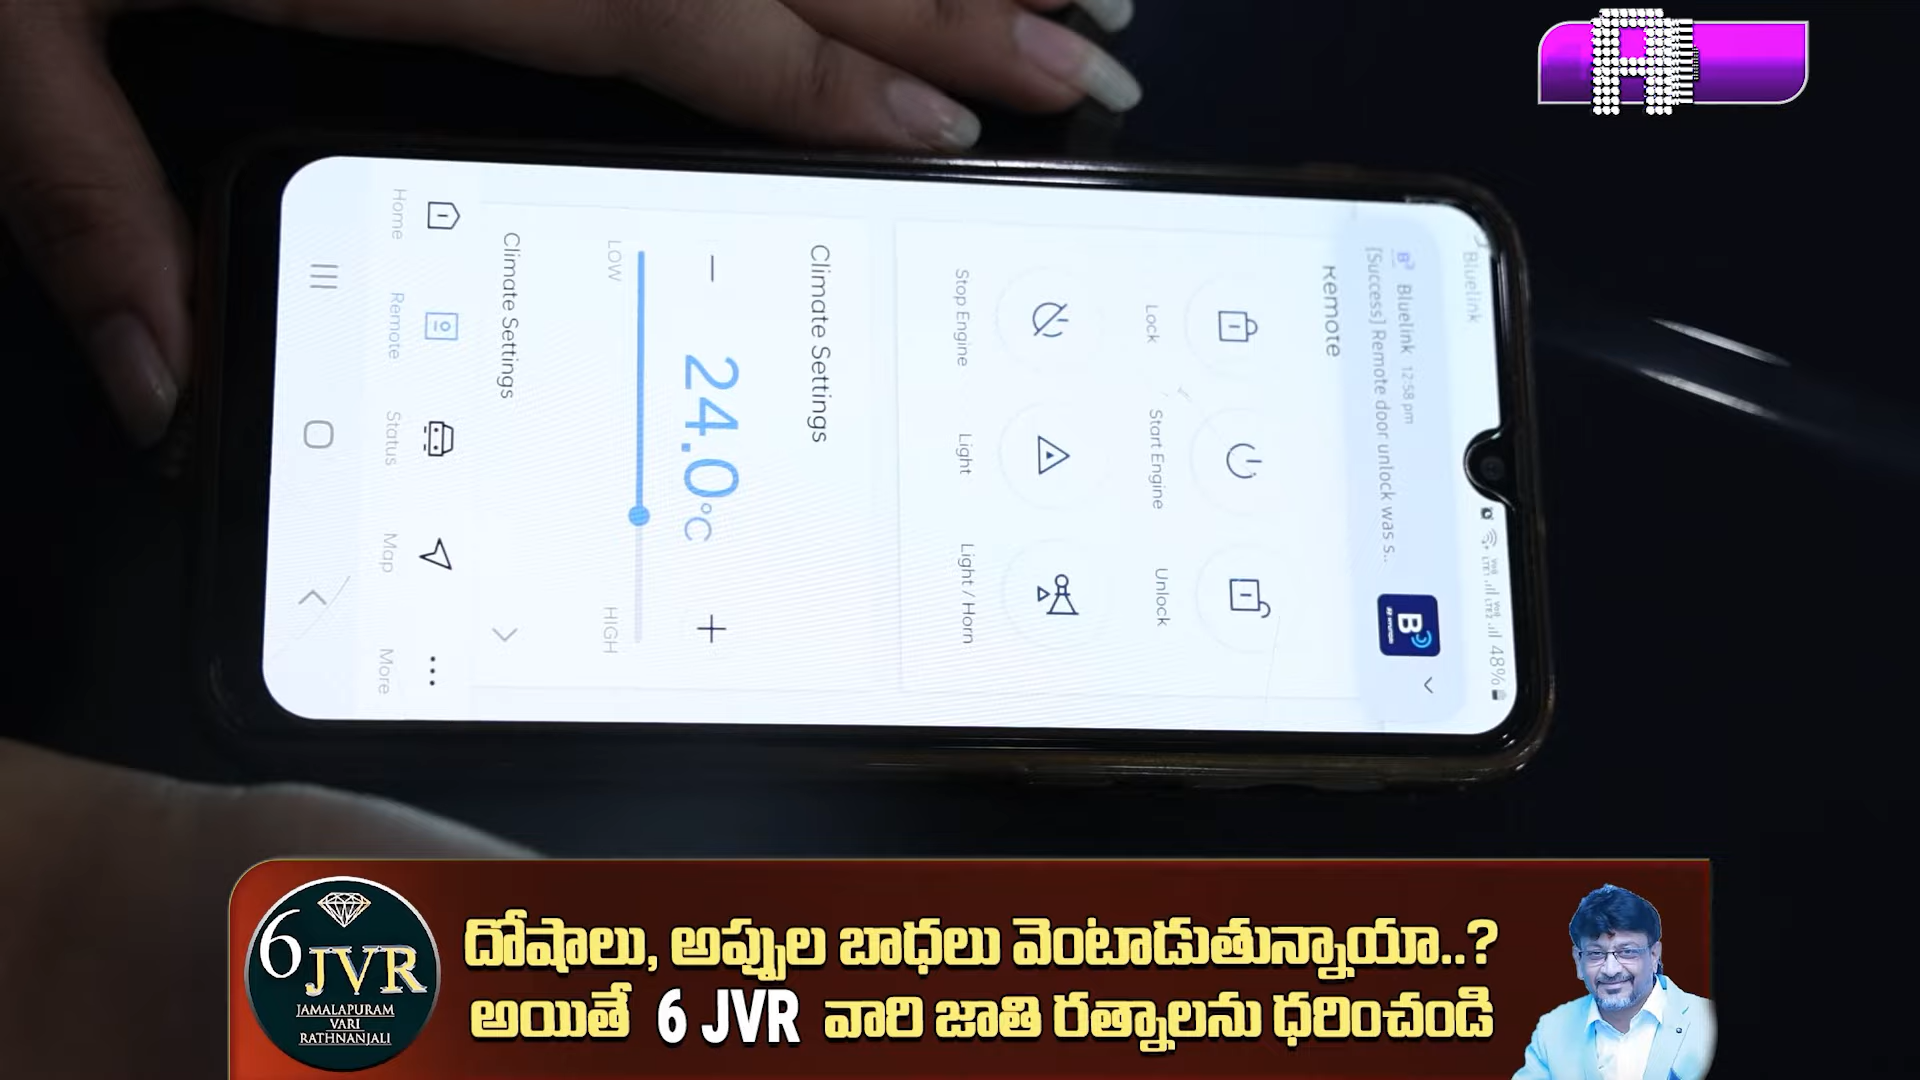 Bluelink
48%
Bluelink 12:58 pm
[Success] Remote door unlock was s..
B
Remote
Lock
Start Engine
Unlock
Stop Engine
Light
Light / Horn
Climate Settings
24.0°C
LOW
HIGH
Climate Settings
Home
Remote
Status
Map
More
A
6 JVR
JAMALAPURAM
VARI
RATHNANJALI
దోషాలు, అప్పుల బాధలు వెంటాడుతున్నాయా..?
అయితే 6 JVR వారి జాతి రత్నాలను ధరించండి